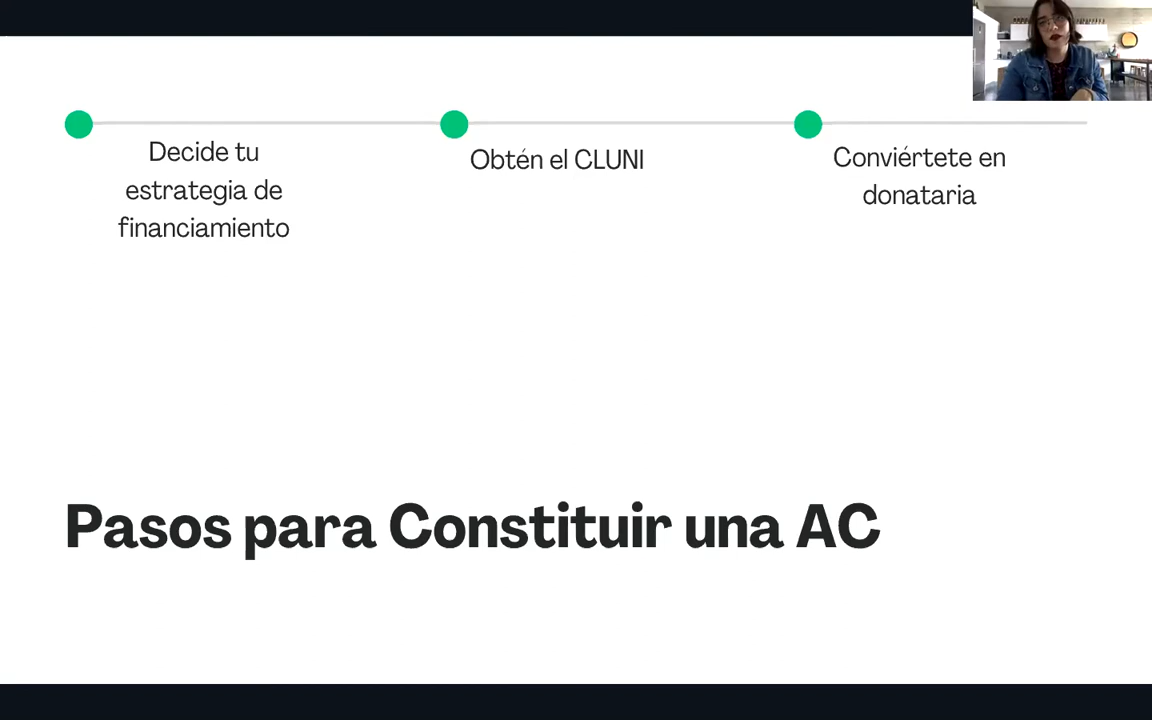 Decide tu
estrategia de
financiamiento
Obtén el CLUNI
Conviértete en
donataria
Pasos para Constituir una AC